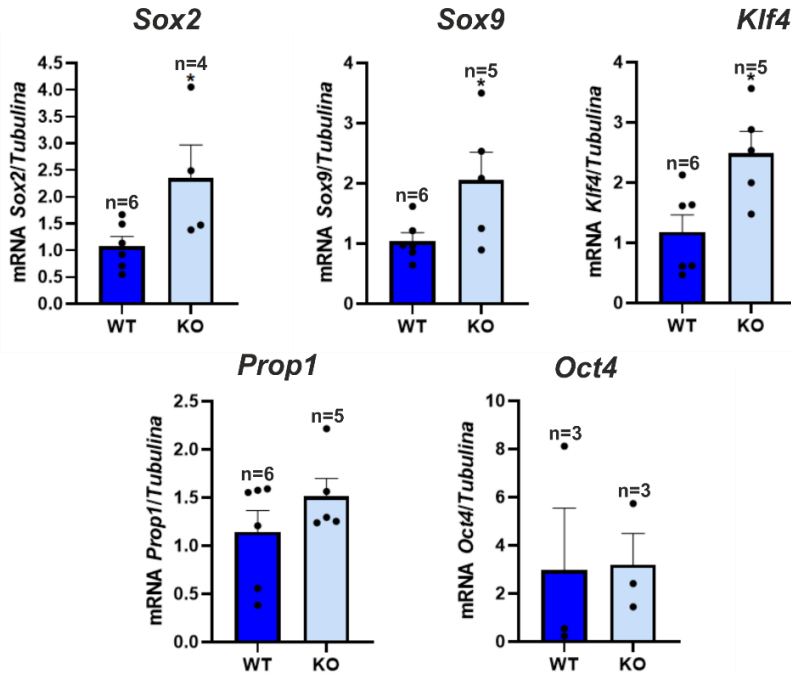 Sox2
mRNA Sox2/Tubulina
4.5
4.0
3.5
3.0
2.5
2.0
1.5
1.0
0.5
0.0
n=6
n=4
*
WT KO
Sox9
mRNA Sox9/Tubulina
4
3
2
1
0
n=6
n=5
*
WT KO
Klf4
mRNA Klf4/Tubulina
4
3
2
1
0
n=6
n=5
*
WT KO
Prop1
mRNA Prop1/Tubulina
2.5
2.0
1.5
1.0
0.5
0.0
n=6
n=5
WT KO
Oct4
mRNA Oct4/Tubulina
10
8
6
4
2
0
n=3
n=3
WT KO